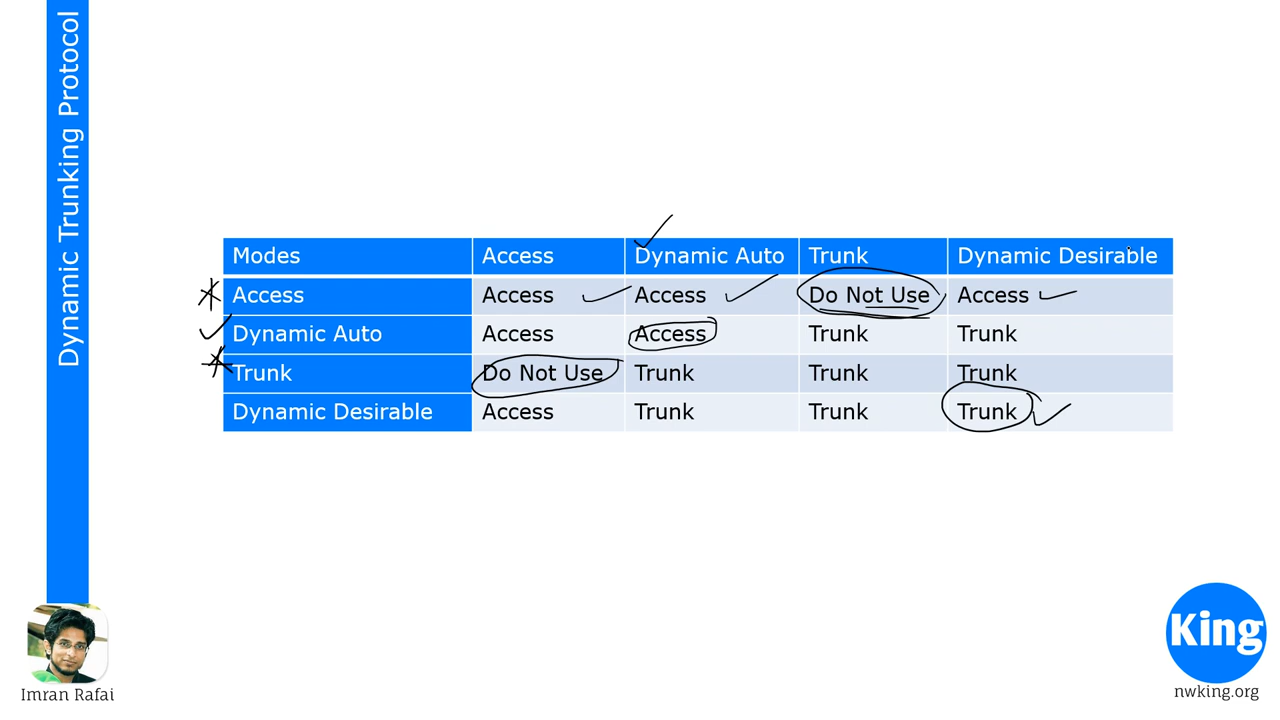 Dynamic Trunking Protocol
Modes Access Dynamic Auto Trunk Dynamic Desirable
Access Access Access Do Not Use Access
Dynamic Auto Access Access Trunk Trunk
Trunk Do Not Use Trunk Trunk Trunk
Dynamic Desirable Access Trunk Trunk Trunk
Imran Rafai
King
nwking.org